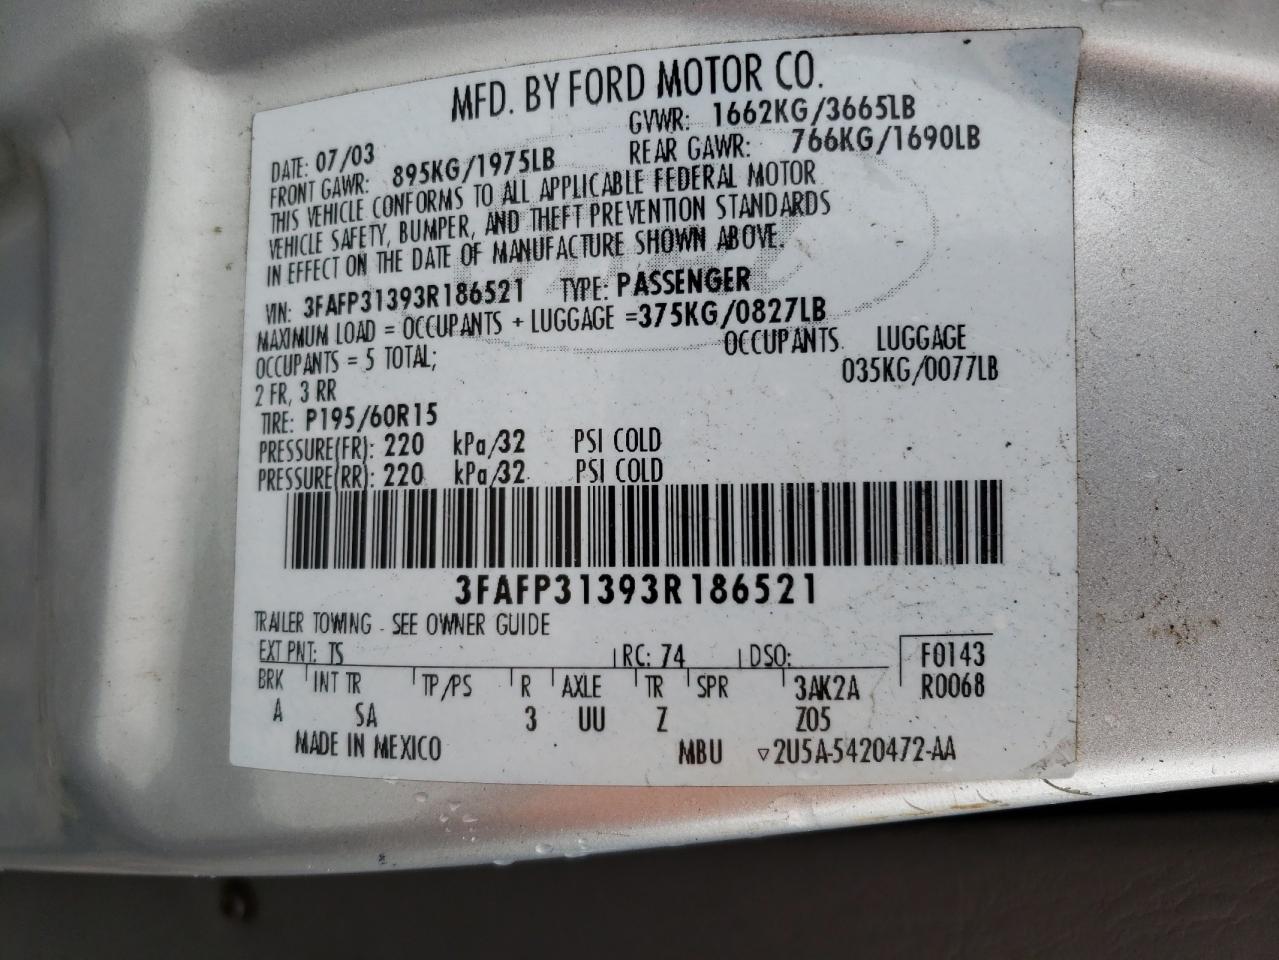 MFD. BY FORD MOTOR CO.
DATE: 07/03 GVWR: 1662KG/3665LB
FRONT GAWR: 895KG/1975LB REAR GAWR: 766KG/1690LB
THIS VEHICLE CONFORMS TO ALL APPLICABLE FEDERAL MOTOR
VEHICLE SAFETY, BUMPER, AND THEFT PREVENTION STANDARDS
IN EFFECT ON THE DATE OF MANUFACTURE SHOWN ABOVE.
VIN: 3FAFP31393R186521 TYPE: PASSENGER
MAXIMUM LOAD = OCCUPANTS + LUGGAGE =375KG/0827LB
OCCUPANTS = 5 TOTAL; OCCUPANTS LUGGAGE
2 FR, 3 RR 035KG/0077LB
TIRE: P195/60R15
PRESSURE(FR): 220 kPa/32 PSI COLD
PRESSURE(RR): 220 kPa/32 PSI COLD
3FAFP31393R186521
TRAILER TOWING - SEE OWNER GUIDE
EXT PNT: TS RC: 74 DSO: F0143
BRK INT TR TP/PS R AXLE TR SPR 3AK2A R0068
A SA 3 UU Z Z05
MADE IN MEXICO MBU ▽2U5A-5420472-AA